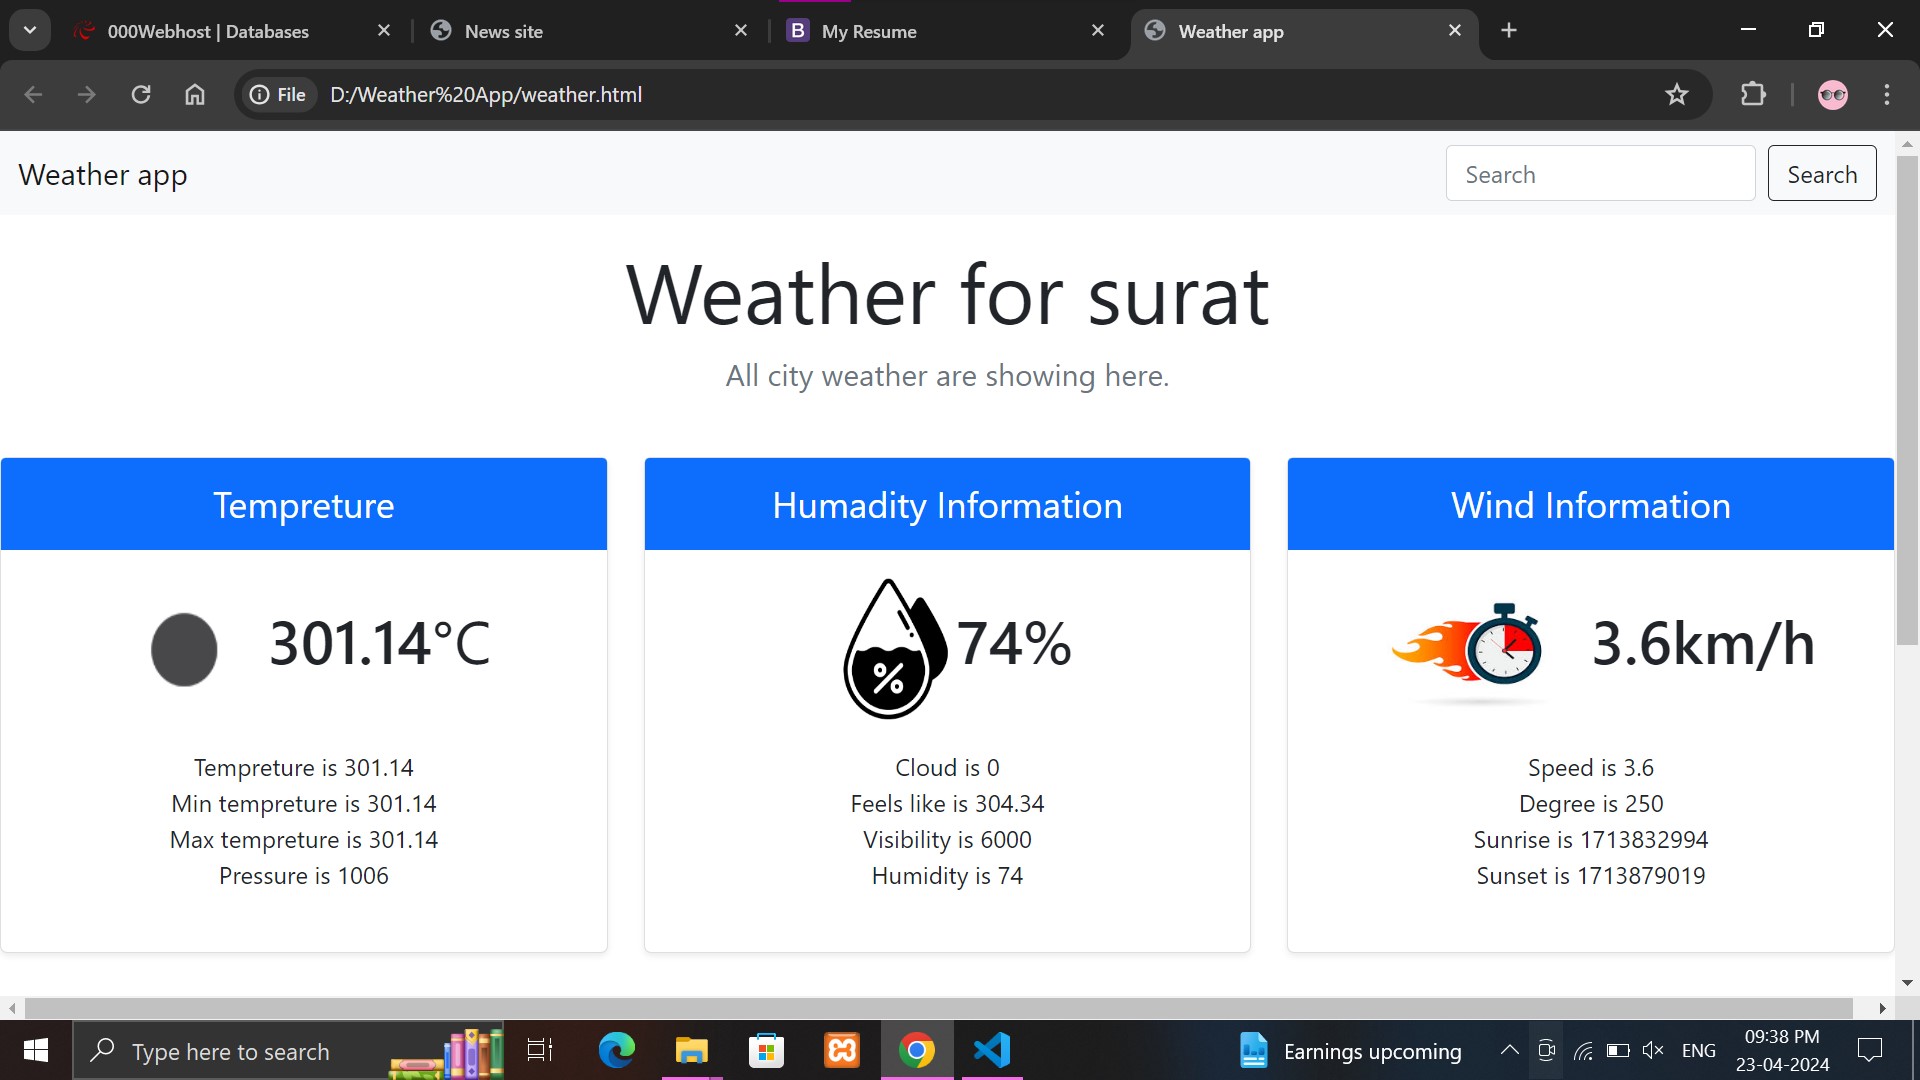 000Webhost | Databases
News site
My Resume
Weather app
File
D:/Weather%20App/weather.html
Weather app
Search
Search
Weather for surat
All city weather are showing here.
Tempreture
301.14°C
Tempreture is 301.14
Min tempreture is 301.14
Max tempreture is 301.14
Pressure is 1006
Humadity Information
%
74%
Cloud is 0
Feels like is 304.34
Visibility is 6000
Humidity is 74
Wind Information
3.6km/h
Speed is 3.6
Degree is 250
Sunrise is 1713832994
Sunset is 1713879019
Type here to search
Earnings upcoming
ENG
09:38 PM
23-04-2024